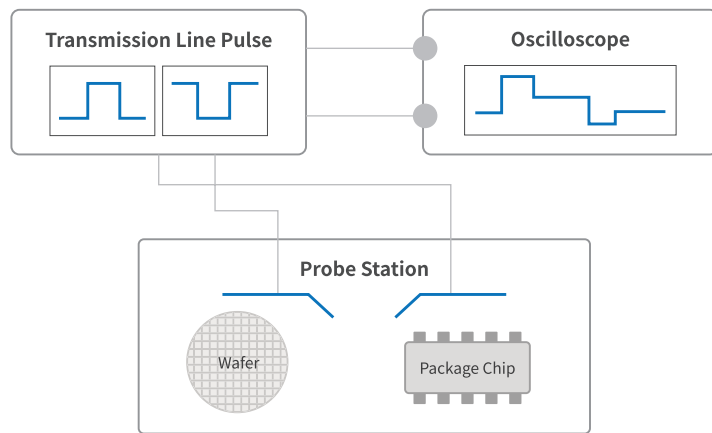 Transmission Line Pulse
Oscilloscope
Probe Station
Wafer
Package Chip